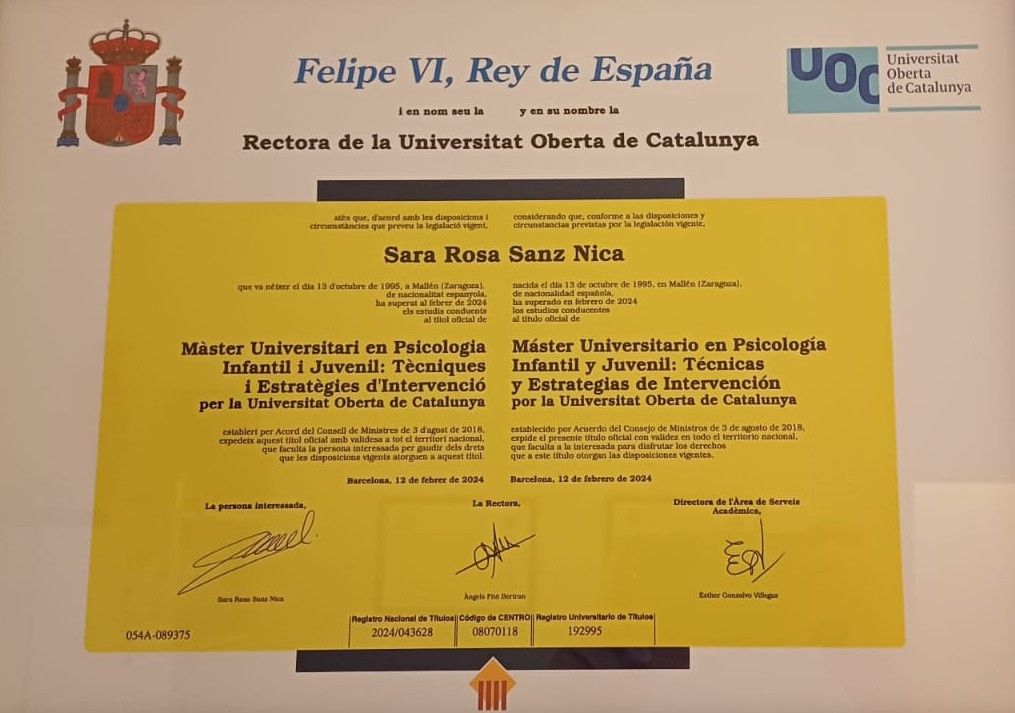 Felipe VI, Rey de España
i en nom seu la y en su nombre la
Rectora de la Universitat Oberta de Catalunya
UOC
Universitat
Oberta
de Catalunya
atès que, d'acord amb les disposicions i
circumstàncies que preveu la legislació vigent,
considerando que, conforme a las disposiciones y
circunstancias previstas por la legislación vigente,
Sara Rosa Sanz Nica
que va néixer el dia 13 d'octubre de 1995, a Mallén (Zaragoza),
de nacionalitat espanyola,
ha superat al febrer de 2024
els estudis conduents
al títol oficial de
nacida el día 13 de octubre de 1995, en Mallén (Zaragoza),
de nacionalidad española,
ha superado en febrero de 2024
los estudios conducentes
al título oficial de
Màster Universitari en Psicologia
Infantil i Juvenil: Tècniques
i Estratègies d'Intervenció
per la Universitat Oberta de Catalunya
Máster Universitario en Psicología
Infantil y Juvenil: Técnicas
y Estrategias de Intervención
por la Universitat Oberta de Catalunya
establert per Acord del Consell de Ministres de 3 d'agost de 2018,
expedeix aquest títol oficial amb validesa a tot el territori nacional,
que faculta la persona interessada per gaudir dels drets
que les disposicions vigents atorguen a aquest títol.
establecido por Acuerdo del Consejo de Ministros de 3 de agosto de 2018,
expide el presente título oficial con validez en todo el territorio nacional,
que faculta a la interesada para disfrutar los derechos
que a este título otorgan las disposiciones vigentes.
Barcelona, 12 de febrer de 2024
Barcelona, 12 de febrero de 2024
La persona interessada,
La Rectora,
Directora de l'Àrea de Serveis
Acadèmics,
Sara Rosa Sanz Nica
Àngels Fitó Bertran
Esther Gonzalvo Villegas
054A-089375
Registro Nacional de Títulos
2024/043628
Código de CENTRO
08070118
Registro Universitario de Títulos
192995